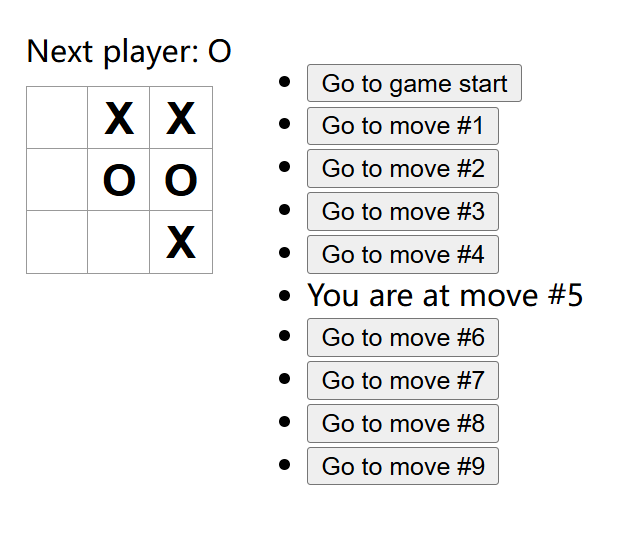 Next player: O
X X
O O
X
Go to game start
Go to move #1
Go to move #2
Go to move #3
Go to move #4
You are at move #5
Go to move #6
Go to move #7
Go to move #8
Go to move #9